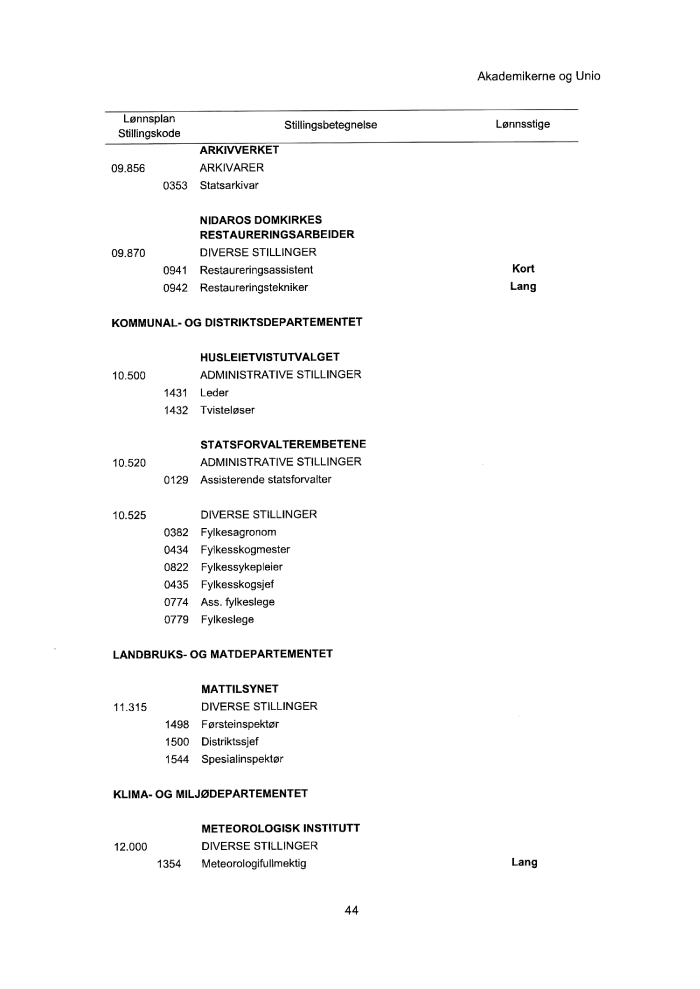 Akademikerne og Unio
Lønnsplan
Stillingskode Stillingsbetegnelse Lønnsstige
ARKIVVERKET
09.856 ARKIVARER
0353 Statsarkivar
NIDAROS DOMKIRKES
RESTAURERINGSARBEIDER
09.870 DIVERSE STILLINGER
0941 Restaureringsassistent Kort
0942 Restaureringstekniker Lang
KOMMUNAL- OG DISTRIKTSDEPARTEMENTET
HUSLEIETVISTUTVALGET
10.500 ADMINISTRATIVE STILLINGER
1431 Leder
1432 Tvisteløser
STATSFORVALTEREMBETENE
10.520 ADMINISTRATIVE STILLINGER
0129 Assisterende statsforvalter
10.525 DIVERSE STILLINGER
0382 Fylkesagronom
0434 Fylkesskogmester
0822 Fylkessykepleier
0435 Fylkesskogsjef
0774 Ass. fylkeslege
0779 Fylkeslege
LANDBRUKS- OG MATDEPARTEMENTET
MATTILSYNET
11.315 DIVERSE STILLINGER
1498 Førsteinspektør
1500 Distriktssjef
1544 Spesialinspektør
KLIMA- OG MILJØDEPARTEMENTET
METEOROLOGISK INSTITUTT
12.000 DIVERSE STILLINGER
1354 Meteorologifullmektig Lang
44